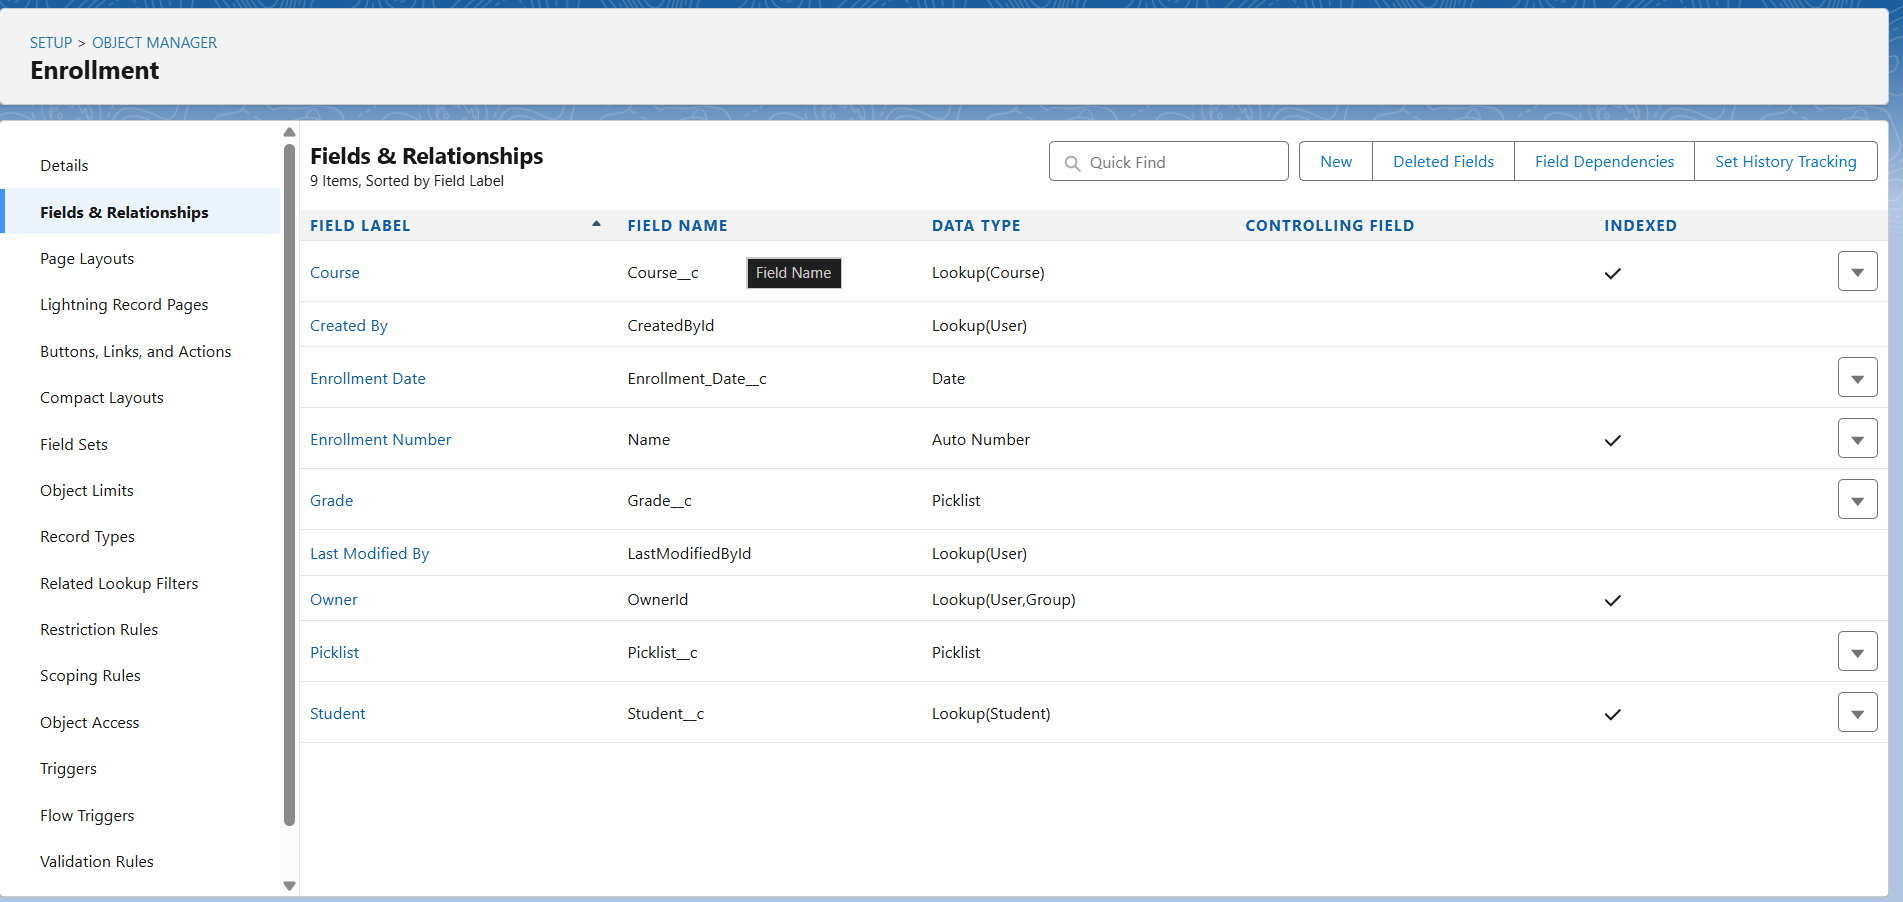 SETUP > OBJECT MANAGER
Enrollment
Details
Fields & Relationships
Page Layouts
Lightning Record Pages
Buttons, Links, and Actions
Compact Layouts
Field Sets
Object Limits
Record Types
Related Lookup Filters
Restriction Rules
Scoping Rules
Object Access
Triggers
Flow Triggers
Validation Rules
Fields & Relationships
9 Items, Sorted by Field Label
Quick Find
New Deleted Fields Field Dependencies Set History Tracking
FIELD LABEL FIELD NAME DATA TYPE CONTROLLING FIELD INDEXED
Course Course__c Field Name Lookup(Course)
Created By CreatedById Lookup(User)
Enrollment Date Enrollment_Date__c Date
Enrollment Number Name Auto Number
Grade Grade__c Picklist
Last Modified By LastModifiedById Lookup(User)
Owner OwnerId Lookup(User,Group)
Picklist Picklist__c Picklist
Student Student__c Lookup(Student)